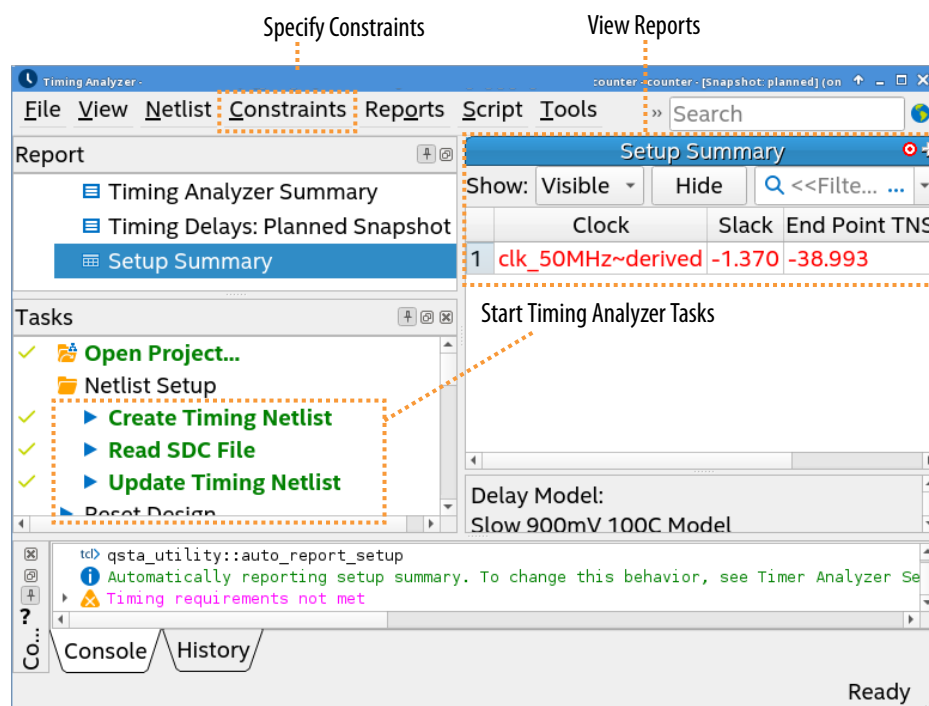 Specify Constraints
View Reports
Timing Analyzer -
counter - counter - [Snapshot: planned] (on
File View Netlist Constraints Reports Script Tools » Search
Report
Timing Analyzer Summary
Timing Delays: Planned Snapshot
Setup Summary
Setup Summary
Show: Visible Hide <<Filte... ...
Clock Slack End Point TNS
1 clk_50MHz~derived -1.370 -38.993
Start Timing Analyzer Tasks
Tasks
Open Project...
Netlist Setup
Create Timing Netlist
Read SDC File
Update Timing Netlist
Reset Design
Delay Model:
Slow 900mV 100C Model
tcl> qsta_utility::auto_report_setup
Automatically reporting setup summary. To change this behavior, see Timer Analyzer Se
Timing requirements not met
?
Co...
Console History
Ready